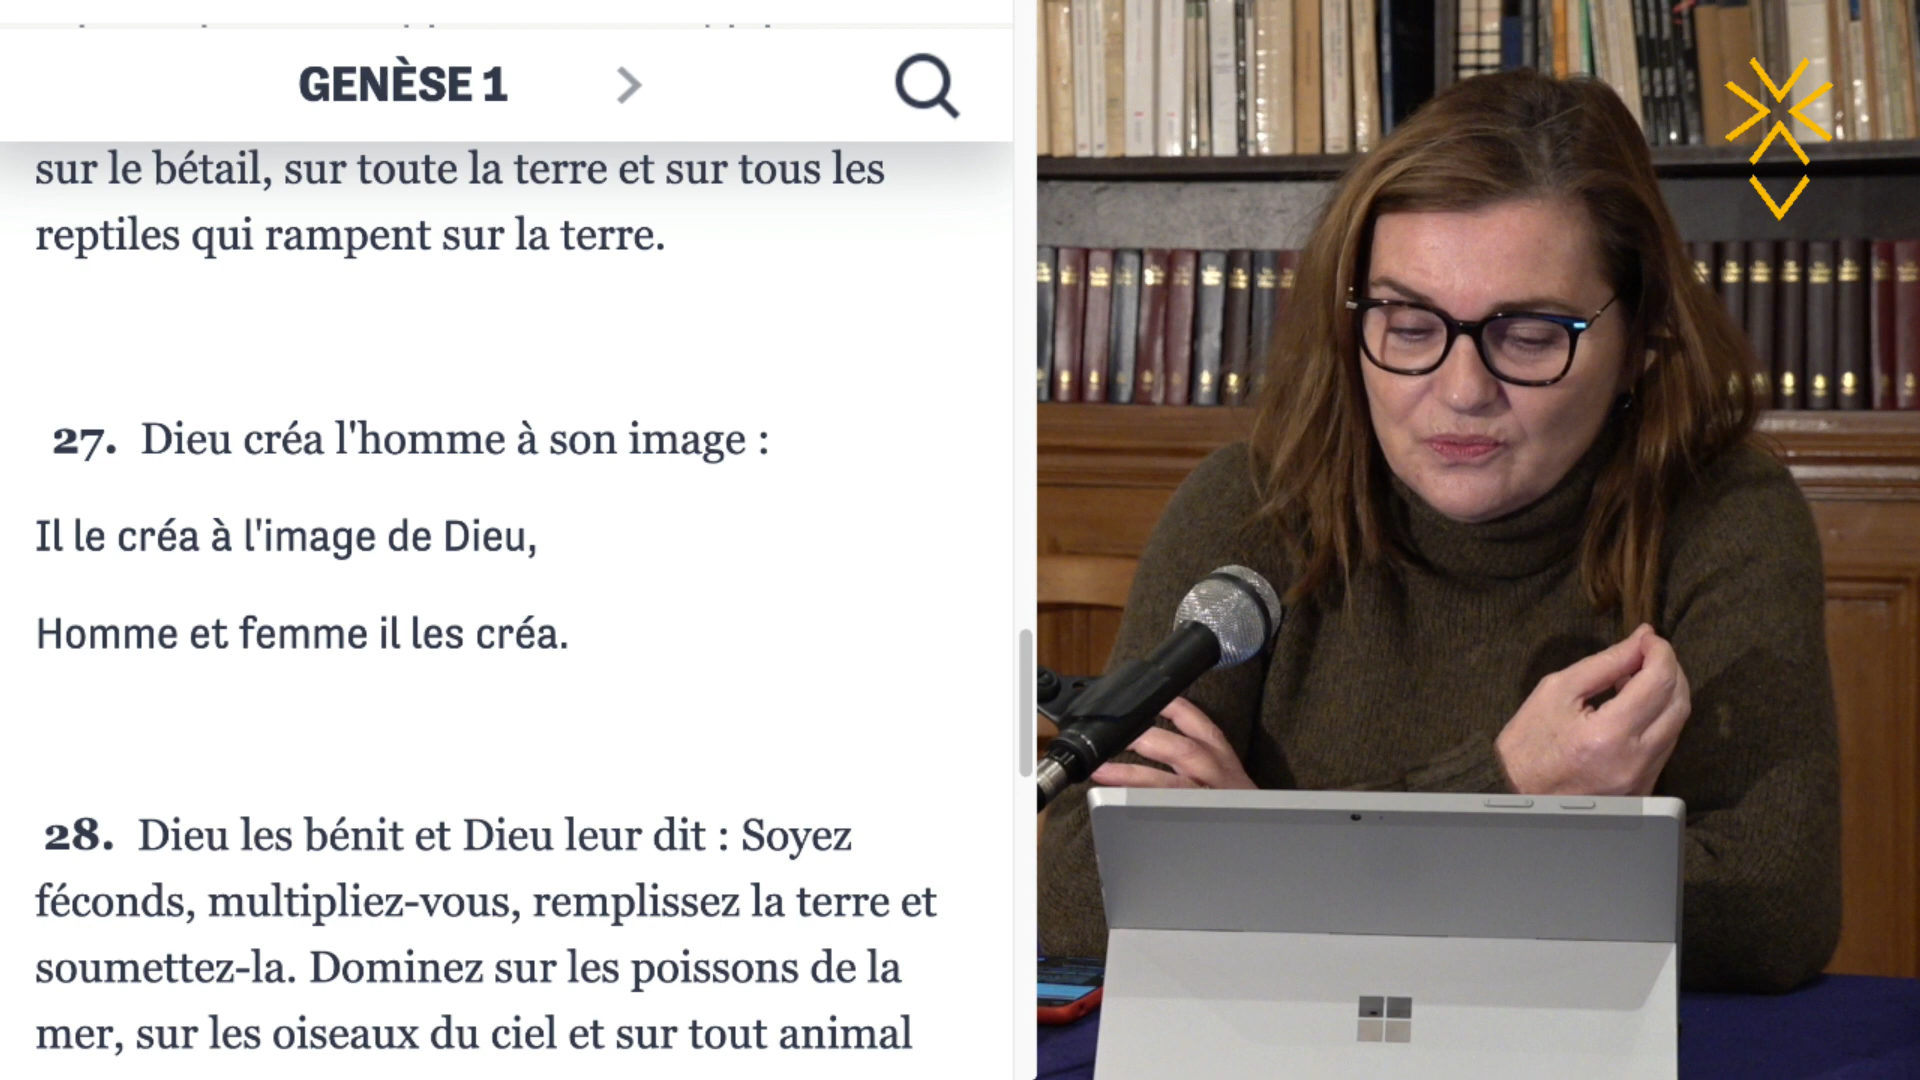 GENÈSE 1
sur le bétail, sur toute la terre et sur tous les
reptiles qui rampent sur la terre.
27. Dieu créa l'homme à son image :
Il le créa à l'image de Dieu,
Homme et femme il les créa.
28. Dieu les bénit et Dieu leur dit : Soyez
féconds, multipliez-vous, remplissez la terre et
soumettez-la. Dominez sur les poissons de la
mer, sur les oiseaux du ciel et sur tout animal